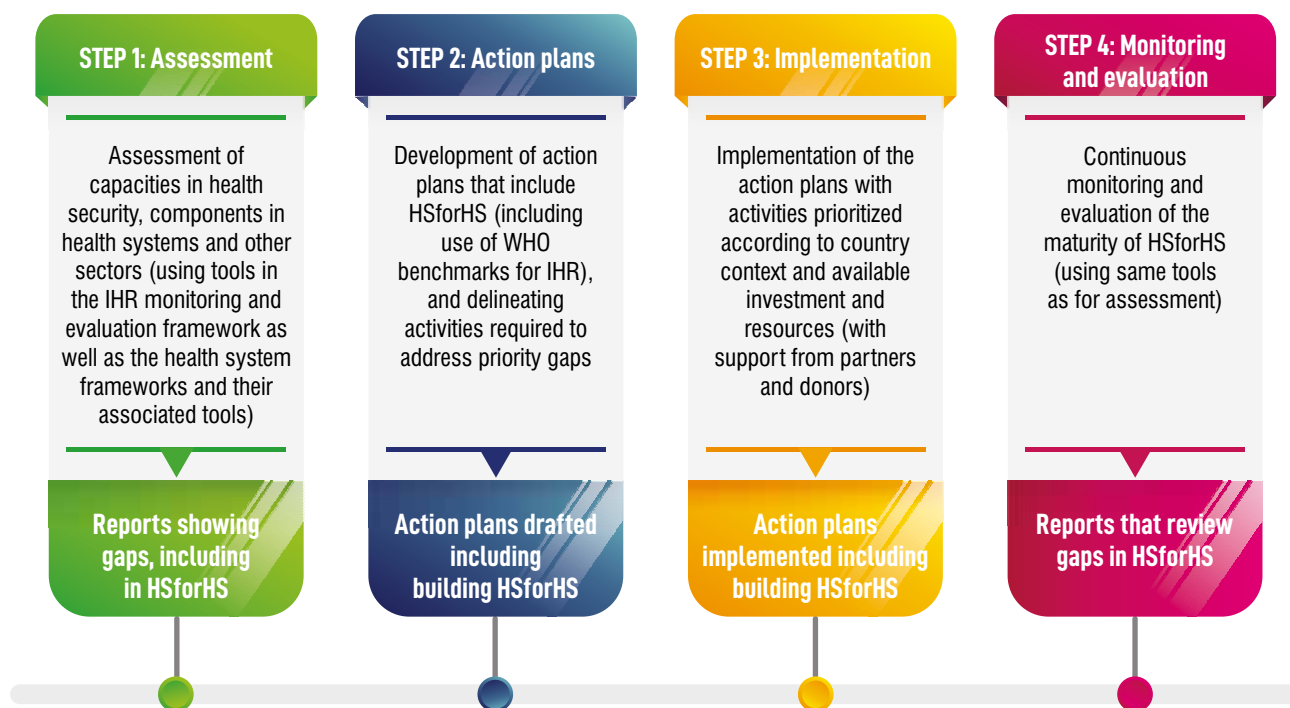 STEP 1: Assessment
Assessment of
capacities in health
security, components in
health systems and other
sectors (using tools in
the IHR monitoring and
evaluation framework as
well as the health system
frameworks and their
associated tools)
Reports showing
gaps, including
in HSforHS
STEP 2: Action plans
Development of action
plans that include
HSforHS (including
use of WHO
benchmarks for IHR),
and delineating
activities required to
address priority gaps
Action plans drafted
including
building HSforHS
STEP 3: Implementation
Implementation of the
action plans with
activities prioritized
according to country
context and available
investment and
resources (with
support from partners
and donors)
Action plans
implemented including
building HSforHS
STEP 4: Monitoring
and evaluation
Continuous
monitoring and
evaluation of the
maturity of HSforHS
(using same tools
as for assessment)
Reports that review
gaps in HSforHS